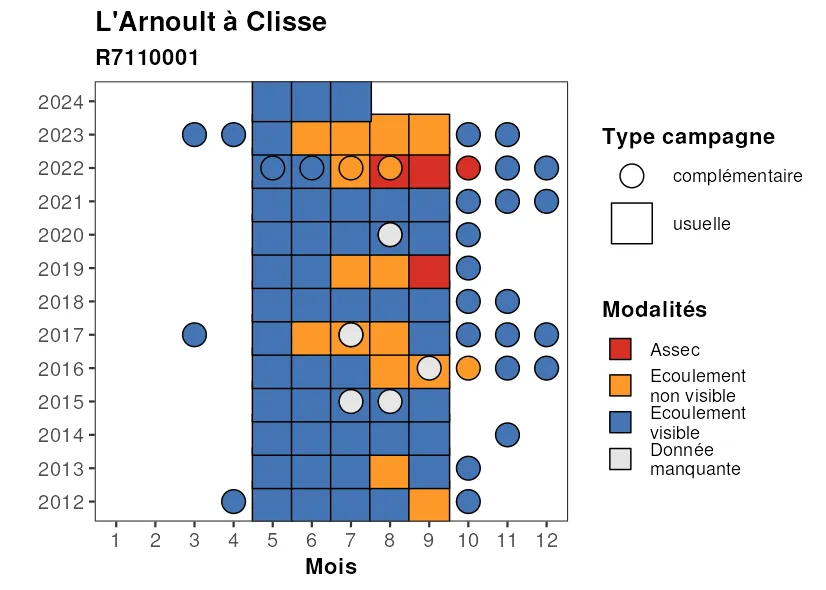 L'Arnoult à Clisse
R7110001
2024
2023
2022
2021
2020
2019
2018
2017
2016
2015
2014
2013
2012
1 2 3 4 5 6 7 8 9 10 11 12
Mois
Type campagne
complémentaire
usuelle
Modalités
Assec
Ecoulement
non visible
Ecoulement
visible
Donnée
manquante